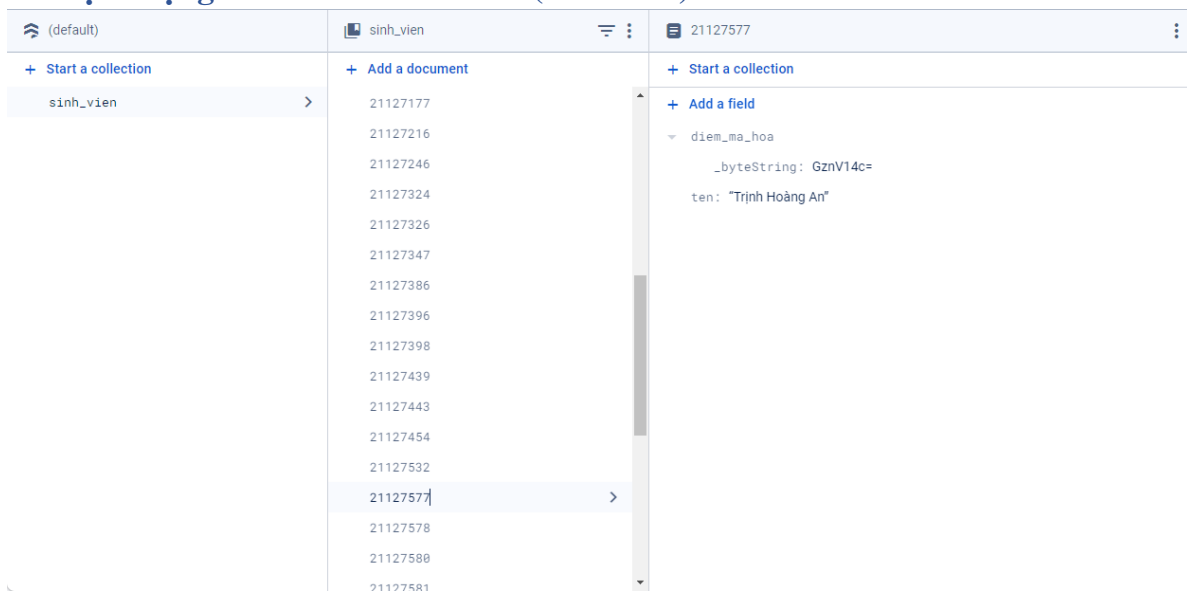 (default)
+ Start a collection
sinh_vien
sinh_vien
+ Add a document
21127177
21127216
21127246
21127324
21127326
21127347
21127386
21127396
21127398
21127439
21127443
21127454
21127532
21127577
21127578
21127580
21127581
21127577
+ Start a collection
+ Add a field
diem_ma_hoa
_byteString: GznV14c=
ten: "Trịnh Hoàng An"